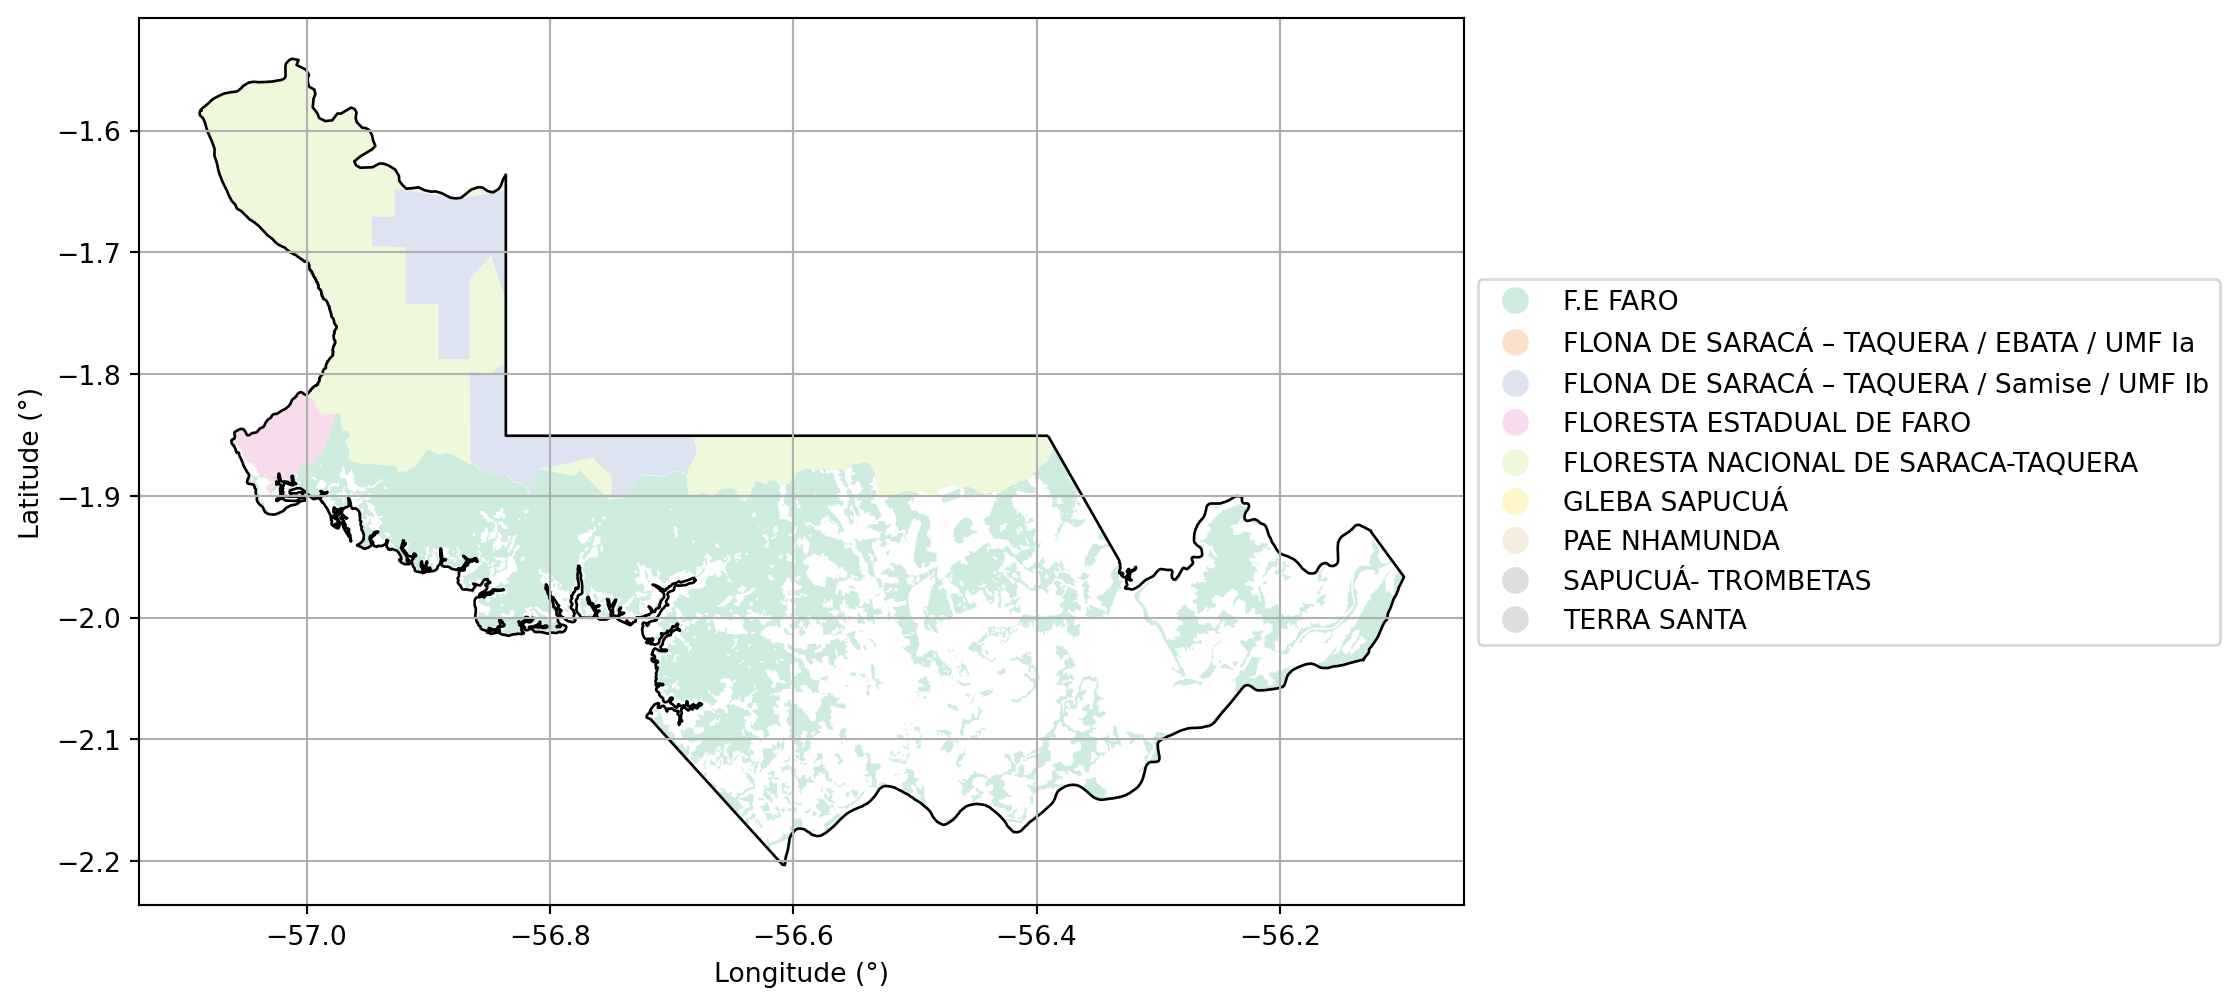 −1.6
−1.7
−1.8
−1.9
−2.0
−2.1
−2.2
Latitude (°)
−57.0
−56.8
−56.6
−56.4
−56.2
Longitude (°)
F.E FARO
FLONA DE SARACÁ – TAQUERA / EBATA / UMF Ia
FLONA DE SARACÁ – TAQUERA / Samise / UMF Ib
FLORESTA ESTADUAL DE FARO
FLORESTA NACIONAL DE SARACA-TAQUERA
GLEBA SAPUCUÁ
PAE NHAMUNDA
SAPUCUÁ- TROMBETAS
TERRA SANTA